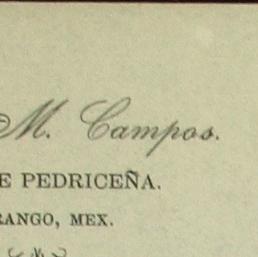 M. Campos.
E PEDRICEÑA.
RANGO, MEX.